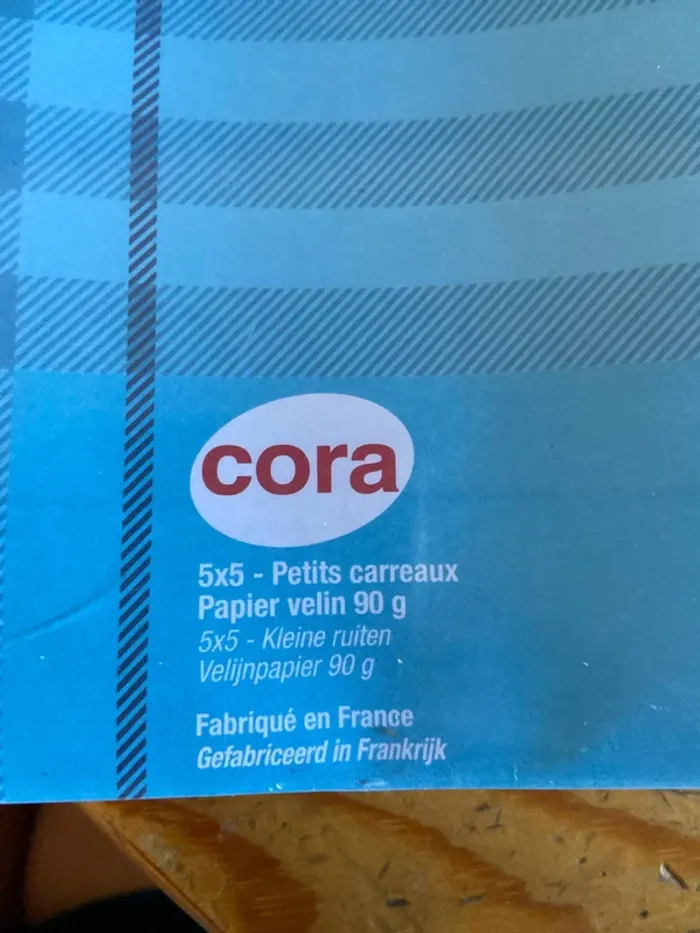 cora
5x5 - Petits carreaux
Papier velin 90 g
5x5 - Kleine ruiten
Velijnpapier 90 g
Fabriqué en France
Gefabriceerd in Frankrijk